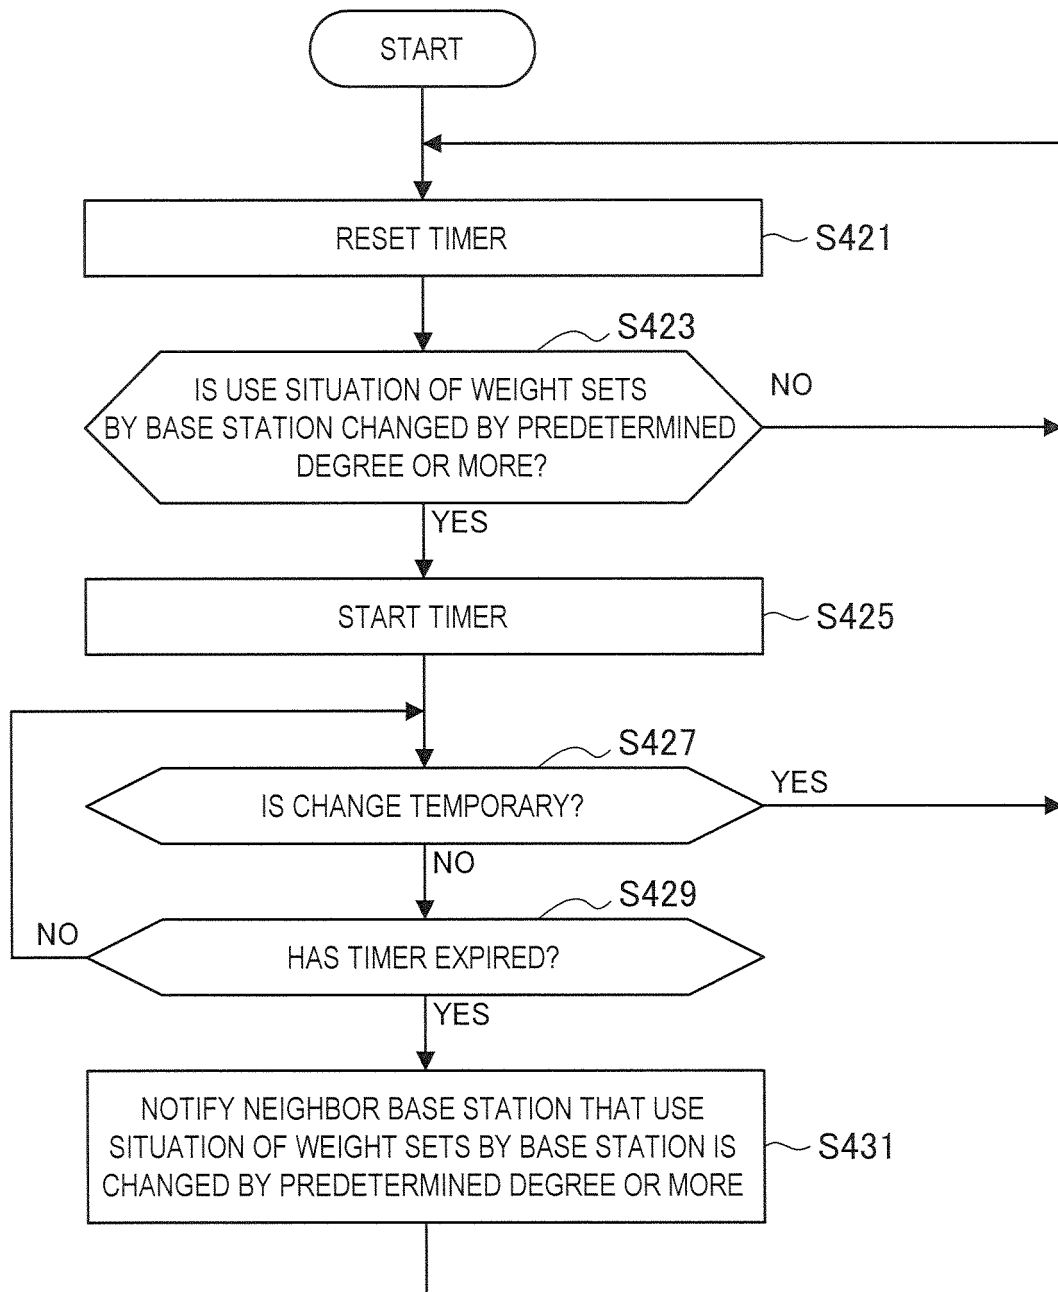 START
RESET TIMER
S421
S423
IS USE SITUATION OF WEIGHT SETS
BY BASE STATION CHANGED BY PREDETERMINED
DEGREE OR MORE?
NO
YES
START TIMER
S425
S427
IS CHANGE TEMPORARY?
YES
NO
S429
HAS TIMER EXPIRED?
NO
YES
NOTIFY NEIGHBOR BASE STATION THAT USE
SITUATION OF WEIGHT SETS BY BASE STATION IS
CHANGED BY PREDETERMINED DEGREE OR MORE
S431